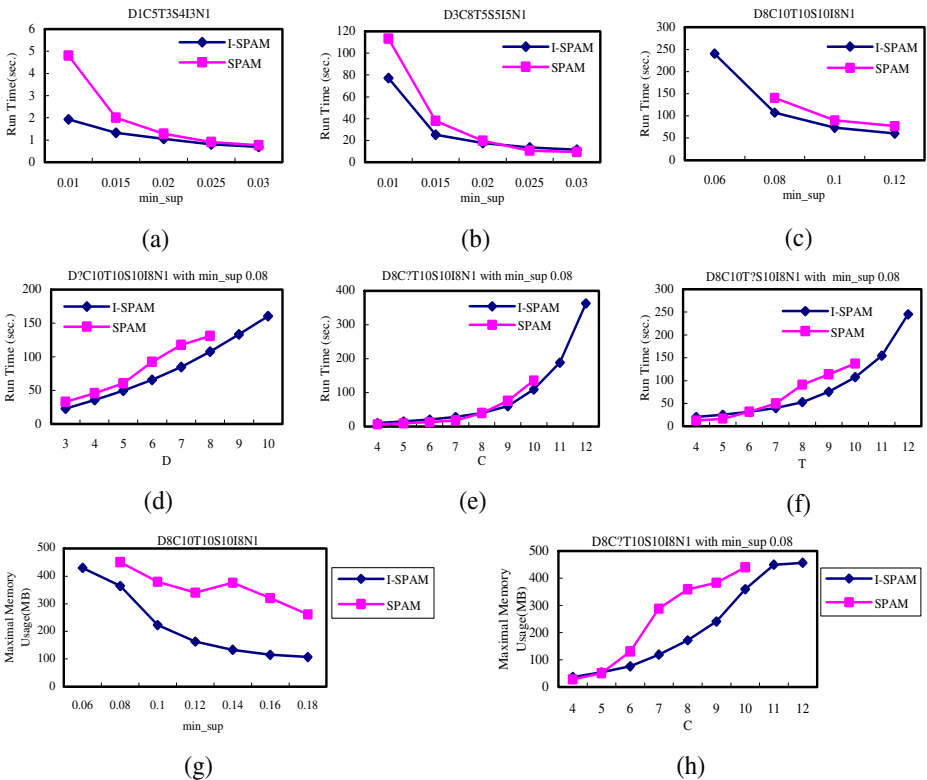 D1C5T3S4I3N1
Run Time(sec.)
6
5
4
3
2
1
0
I-SPAM
SPAM
0.01 0.015 0.02 0.025 0.03
min_sup
(a)
D3C8T5S5I5N1
Run Time (sec.)
120
100
80
60
40
20
0
I-SPAM
SPAM
0.01 0.015 0.02 0.025 0.03
min_sup
(b)
D8C10T10S10I8N1
Run Time (sec.)
300
250
200
150
100
50
0
I-SPAM
SPAM
0.06 0.08 0.1 0.12
min_sup
(c)
D?C10T10S10I8N1 with min_sup 0.08
Run Time (sec.)
200
150
100
50
0
I-SPAM
SPAM
3 4 5 6 7 8 9 10
D
(d)
D8C?T10S10I8N1 with min_sup 0.08
Run Time (sec.)
400
300
200
100
0
I-SPAM
SPAM
4 5 6 7 8 9 10 11 12
C
(e)
D8C10T?S10I8N1 with min_sup 0.08
Run Time (sec.)
300
250
200
150
100
50
0
I-SPAM
SPAM
4 5 6 7 8 9 10 11 12
T
(f)
D8C10T10S10I8N1
Maximal Memory
Usage(MB)
500
400
300
200
100
0
I-SPAM
SPAM
0.06 0.08 0.1 0.12 0.14 0.16 0.18
min_sup
(g)
D8C?T10S10I8N1 with min_sup 0.08
Maximal Memory
Usage(MB)
500
400
300
200
100
0
I-SPAM
SPAM
4 5 6 7 8 9 10 11 12
C
(h)